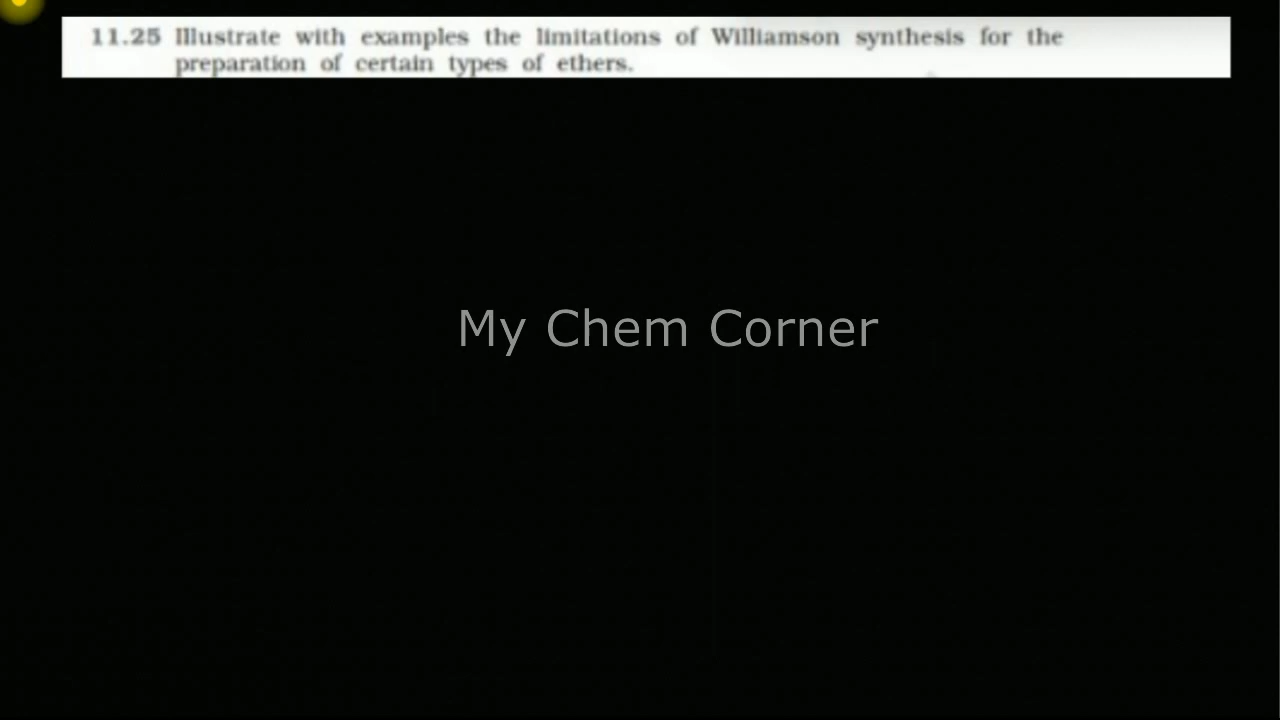 11.25 Illustrate with examples the limitations of Williamson synthesis for the
preparation of certain types of ethers.
My Chem Corner